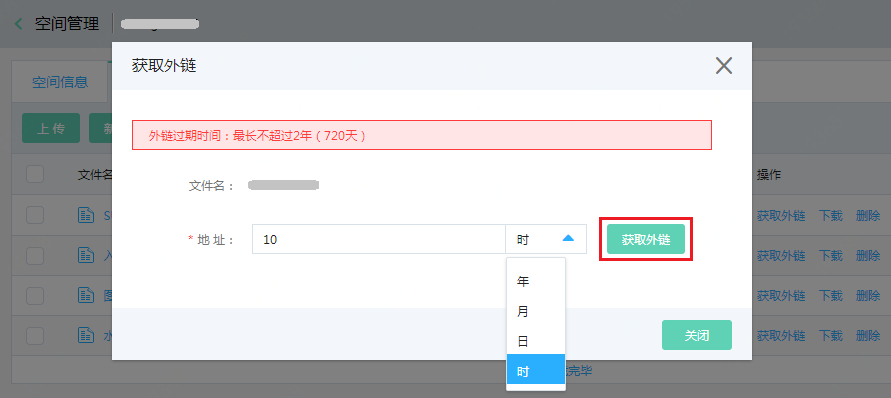 空间管理
获取外链
空间信息
外链过期时间：最长不超过2年（720天）
上传
文件名
操作
文件名：
获取外链 下载 删除
* 地 址： 10 时 获取外链
获取外链 下载 删除
年
获取外链 下载 删除
月
获取外链 下载 删除
日
关闭
时
完毕